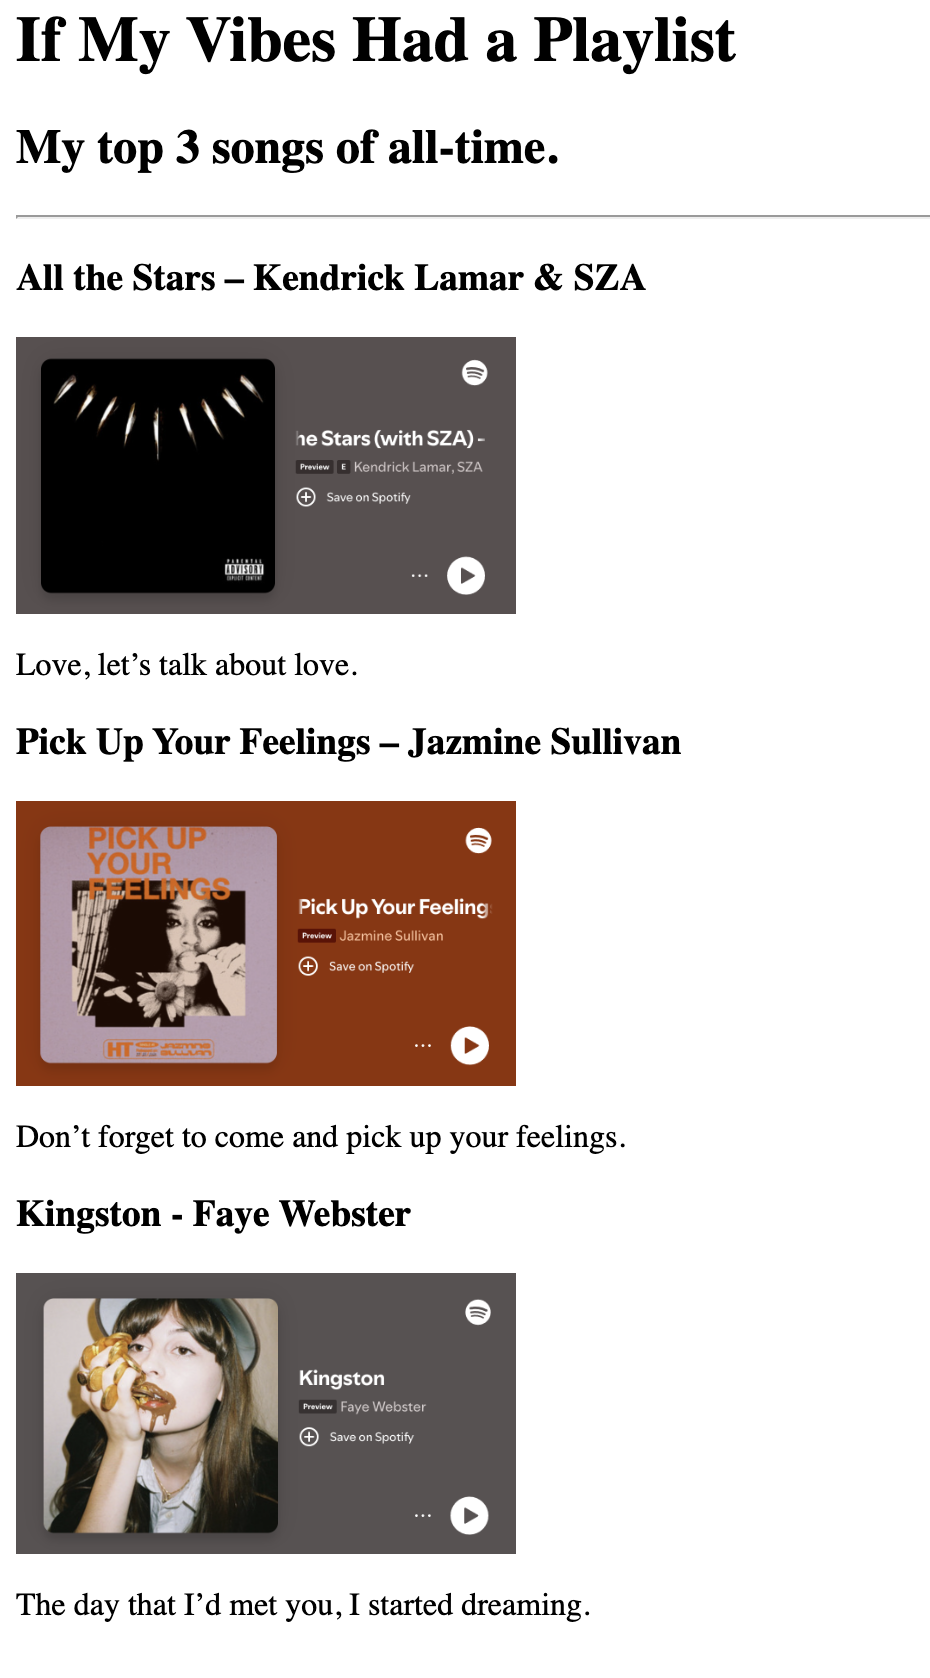 If My Vibes Had a Playlist
My top 3 songs of all-time.
All the Stars – Kendrick Lamar & SZA
he Stars (with SZA) -
Preview E Kendrick Lamar, SZA
Save on Spotify
PARENTAL
ADVISORY
EXPLICIT CONTENT
Love, let’s talk about love.
Pick Up Your Feelings – Jazmine Sullivan
PICK UP
YOUR
FEELINGS
Pick Up Your Feeling
Preview Jazmine Sullivan
Save on Spotify
HT JAZMINE
SULLIVAN
Don’t forget to come and pick up your feelings.
Kingston - Faye Webster
Kingston
Preview Faye Webster
Save on Spotify
The day that I’d met you, I started dreaming.